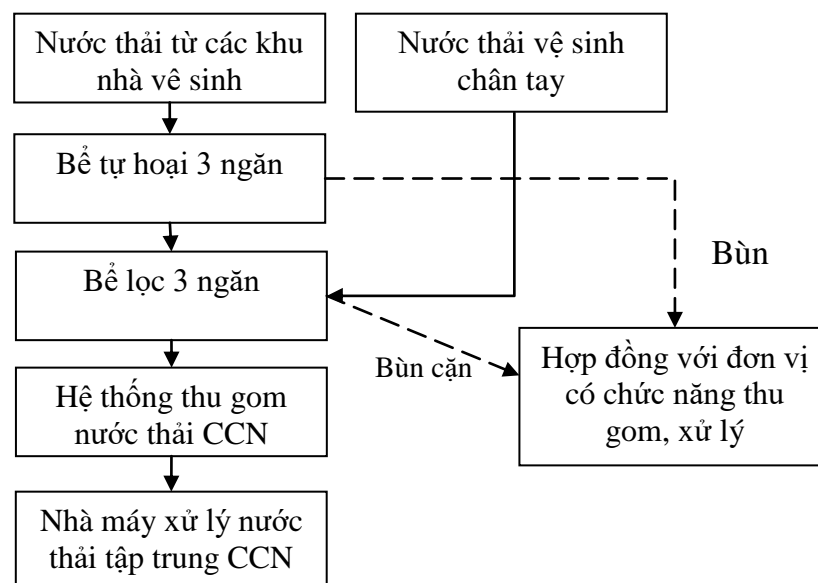 Nước thải từ các khu
nhà vê sinh
Nước thải vệ sinh
chân tay
Bể tự hoại 3 ngăn
Bể lọc 3 ngăn
Bùn
Bùn cặn
Hệ thống thu gom
nước thải CCN
Hợp đồng với đơn vị
có chức năng thu
gom, xử lý
Nhà máy xử lý nước
thải tập trung CCN